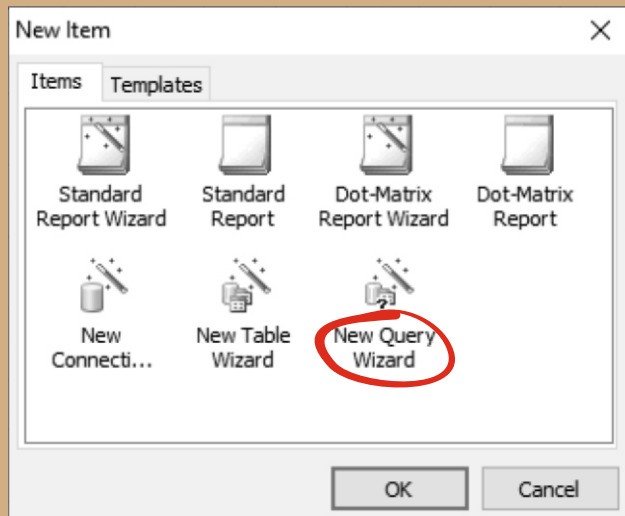 New Item
Items Templates
Standard Report Wizard
Standard Report
Dot-Matrix Report Wizard
Dot-Matrix Report
New Connecti...
New Table Wizard
New Query Wizard
OK Cancel